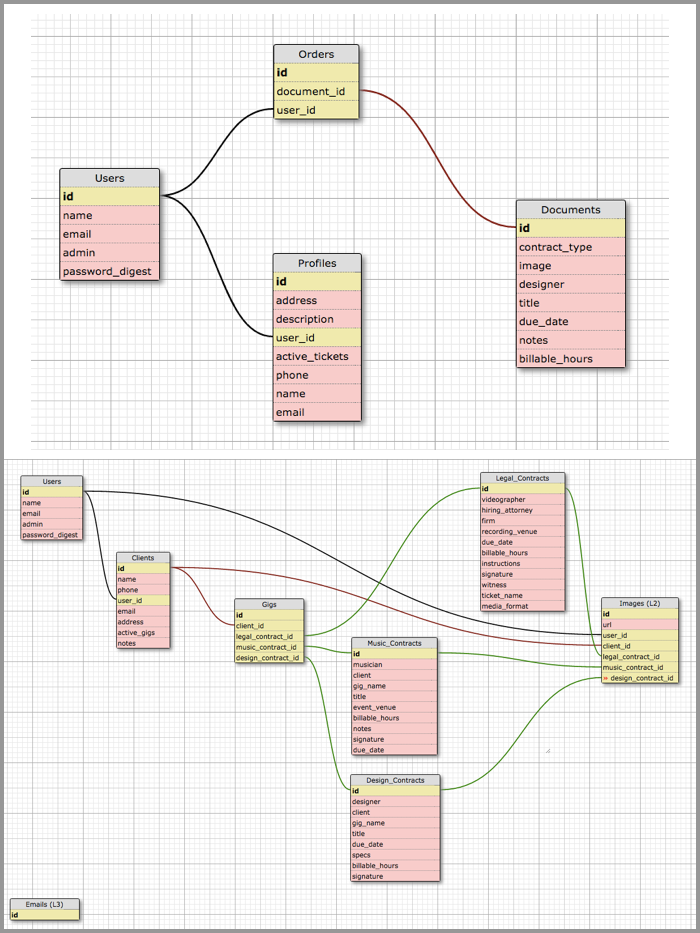 Orders
id
document_id
user_id
Users
id
name
email
admin
password_digest
Documents
id
contract_type
image
designer
title
due_date
notes
billable_hours
Profiles
id
address
description
user_id
active_tickets
phone
name
email
Users
id
name
email
admin
password_digest
Clients
id
name
phone
user_id
email
address
active_gigs
notes
Gigs
id
client_id
legal_contract_id
music_contract_id
design_contract_id
Legal_Contracts
id
videographer
hiring_attorney
firm
recording_venue
due_date
billable_hours
instructions
signature
witness
ticket_name
media_format
Music_Contracts
id
musician
client
gig_name
title
event_venue
billable_hours
notes
signature
due_date
Design_Contracts
id
designer
client
gig_name
title
due_date
specs
billable_hours
signature
Images (L2)
id
url
user_id
client_id
legal_contract_id
music_contract_id
» design_contract_id
Emails (L3)
id